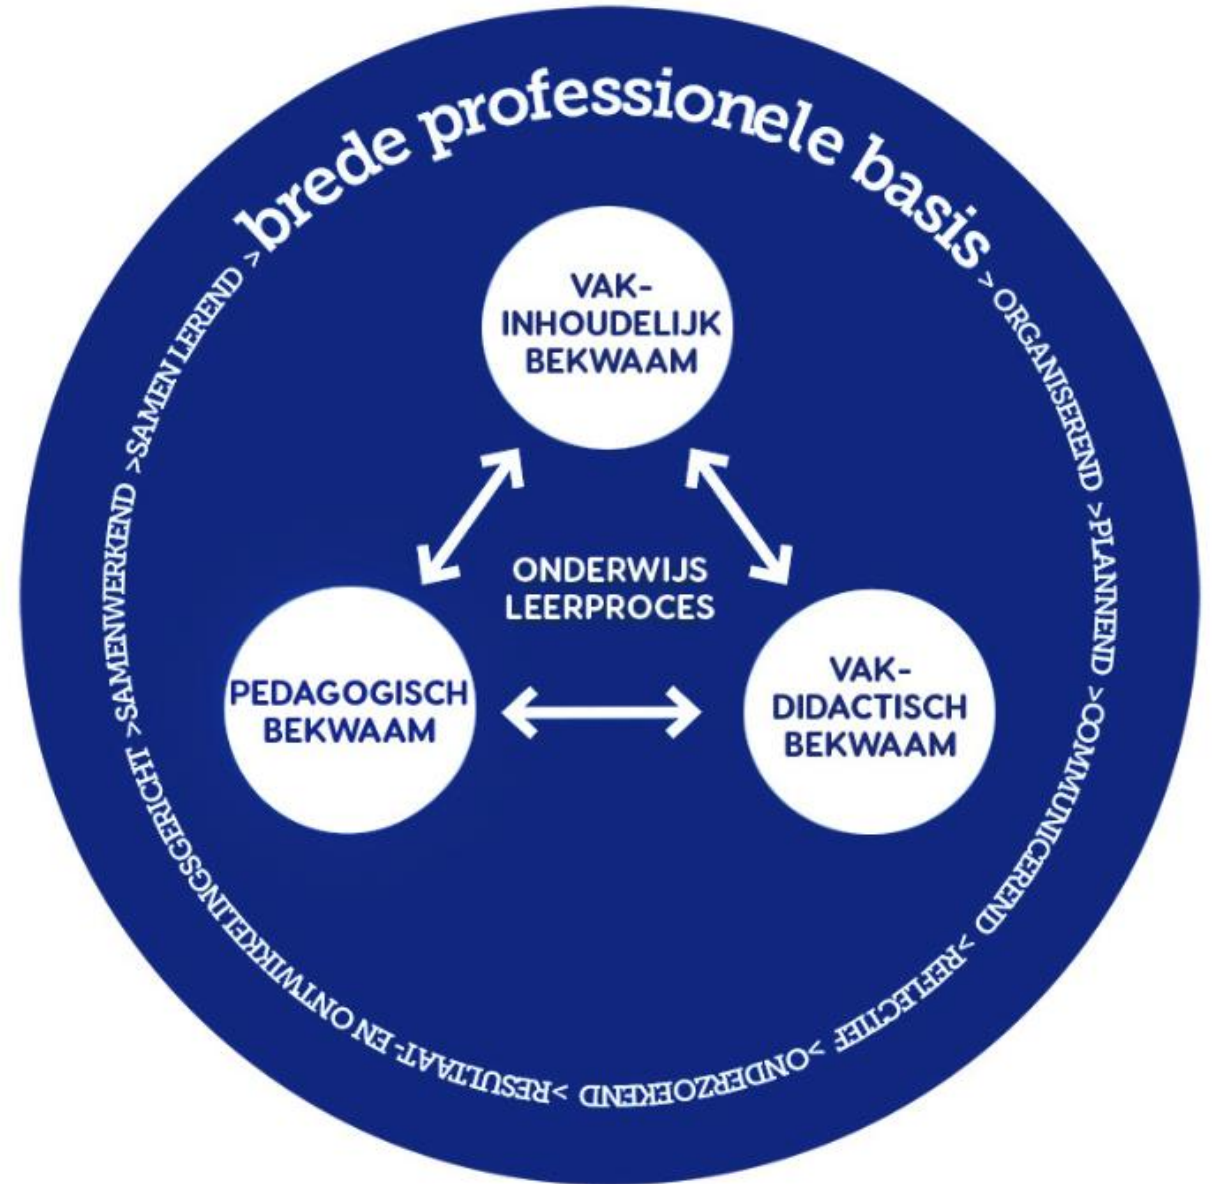 brede professionele basis
> ORGANISEREND >PLANNEND >COMMUNICEREND >REFLECTIEF >ONDERZOEKEND >RESULTAAT- EN ONTWIKKELINGSGERICHT >SAMENWERKEND >SAMEN LEREND >
VAK-
INHOUDELIJK
BEKWAAM
ONDERWIJS
LEERPROCES
PEDAGOGISCH
BEKWAAM
VAK-
DIDACTISCH
BEKWAAM